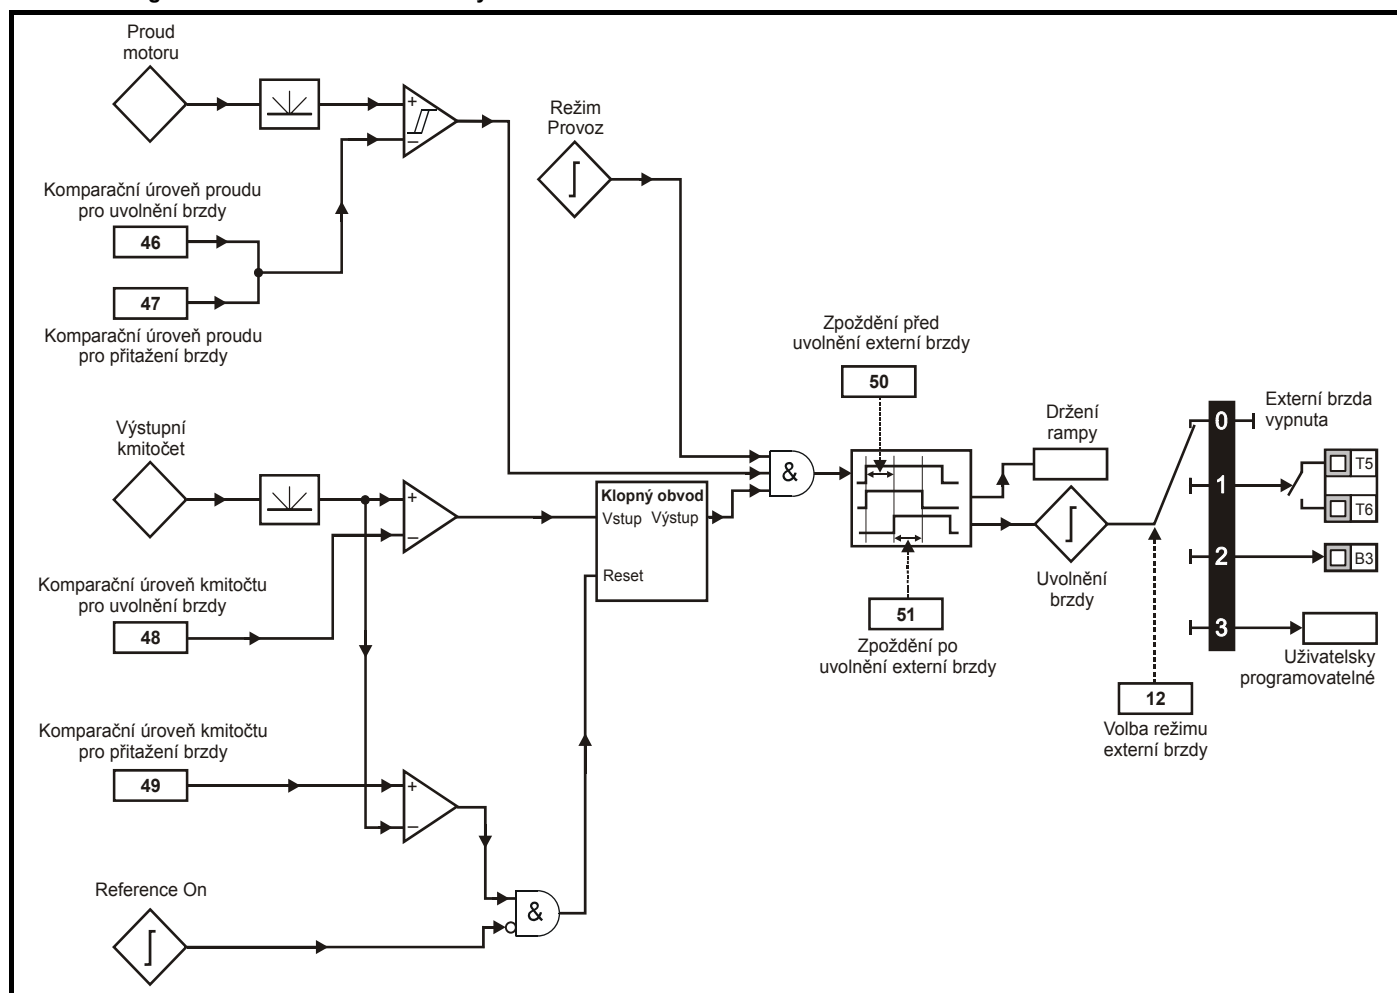 Proud
motoru
+
−
Režim
Provoz
Komparační úroveň proudu
pro uvolnění brzdy
46
47
Komparační úroveň proudu
pro přitažení brzdy
Zpoždění před
uvolnění externí brzdy
50
Výstupní
kmitočet
+
−
Klopný obvod
Vstup Výstup
Reset
&
Držení
rampy
Uvolnění
brzdy
0
1
2
3
Externí brzda
vypnuta
T5
T6
B3
Uživatelsky
programovatelné
Komparační úroveň kmitočtu
pro uvolnění brzdy
48
51
Zpoždění po
uvolnění externí brzdy
12
Volba režimu
externí brzdy
Komparační úroveň kmitočtu
pro přitažení brzdy
49
+
−
Reference On
&